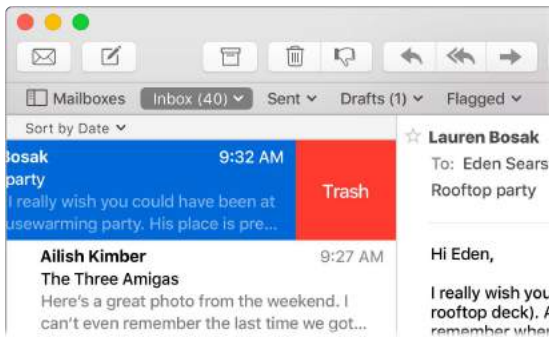 Mailboxes Inbox (40) Sent Drafts (1) Flagged
Sort by Date
Bosak 9:32 AM
party
I really wish you could have been at
usewarming party. His place is pre...
Trash
Ailish Kimber 9:27 AM
The Three Amigas
Here's a great photo from the weekend. I
can't even remember the last time we got...
Lauren Bosak
To: Eden Sears
Rooftop party
Hi Eden,
I really wish you
rooftop deck). A
remember when